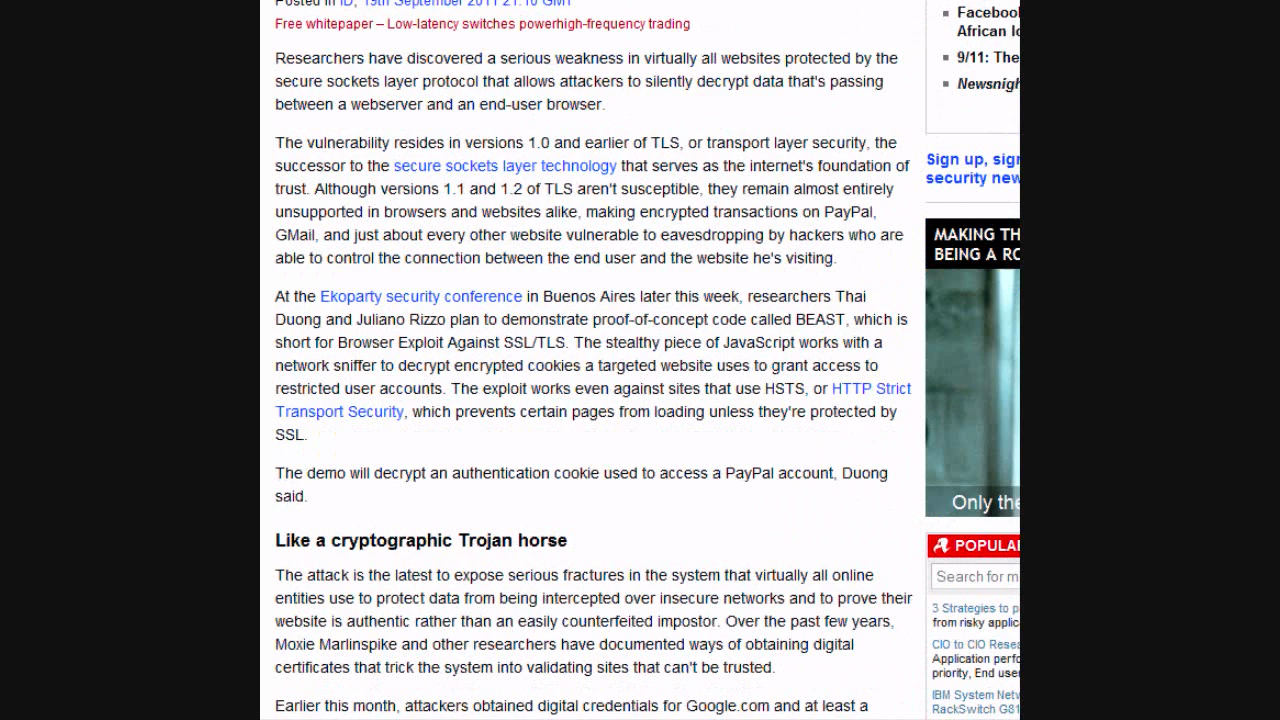 Posted in ID, 19th September 2011 21:10 GMT
Free whitepaper – Low-latency switches powerhigh-frequency trading
Researchers have discovered a serious weakness in virtually all websites protected by the
secure sockets layer protocol that allows attackers to silently decrypt data that's passing
between a webserver and an end-user browser.
The vulnerability resides in versions 1.0 and earlier of TLS, or transport layer security, the
successor to the secure sockets layer technology that serves as the internet's foundation of
trust. Although versions 1.1 and 1.2 of TLS aren't susceptible, they remain almost entirely
unsupported in browsers and websites alike, making encrypted transactions on PayPal,
GMail, and just about every other website vulnerable to eavesdropping by hackers who are
able to control the connection between the end user and the website he's visiting.
At the Ekoparty security conference in Buenos Aires later this week, researchers Thai
Duong and Juliano Rizzo plan to demonstrate proof-of-concept code called BEAST, which is
short for Browser Exploit Against SSL/TLS. The stealthy piece of JavaScript works with a
network sniffer to decrypt encrypted cookies a targeted website uses to grant access to
restricted user accounts. The exploit works even against sites that use HSTS, or HTTP Strict
Transport Security, which prevents certain pages from loading unless they're protected by
SSL.
The demo will decrypt an authentication cookie used to access a PayPal account, Duong
said.
Like a cryptographic Trojan horse
The attack is the latest to expose serious fractures in the system that virtually all online
entities use to protect data from being intercepted over insecure networks and to prove their
website is authentic rather than an easily counterfeited impostor. Over the past few years,
Moxie Marlinspike and other researchers have documented ways of obtaining digital
certificates that trick the system into validating sites that can't be trusted.
Earlier this month, attackers obtained digital credentials for Google.com and at least a
Facebool
African Ic
9/11: The
Newsnigh
Sign up, sign
security new
MAKING TH
BEING A RO
Only the
POPULAR
Search for m
3 Strategies to p
from risky applic
CIO to CIO Resea
Application perfo
priority, End user
IBM System Netw
RackSwitch G81